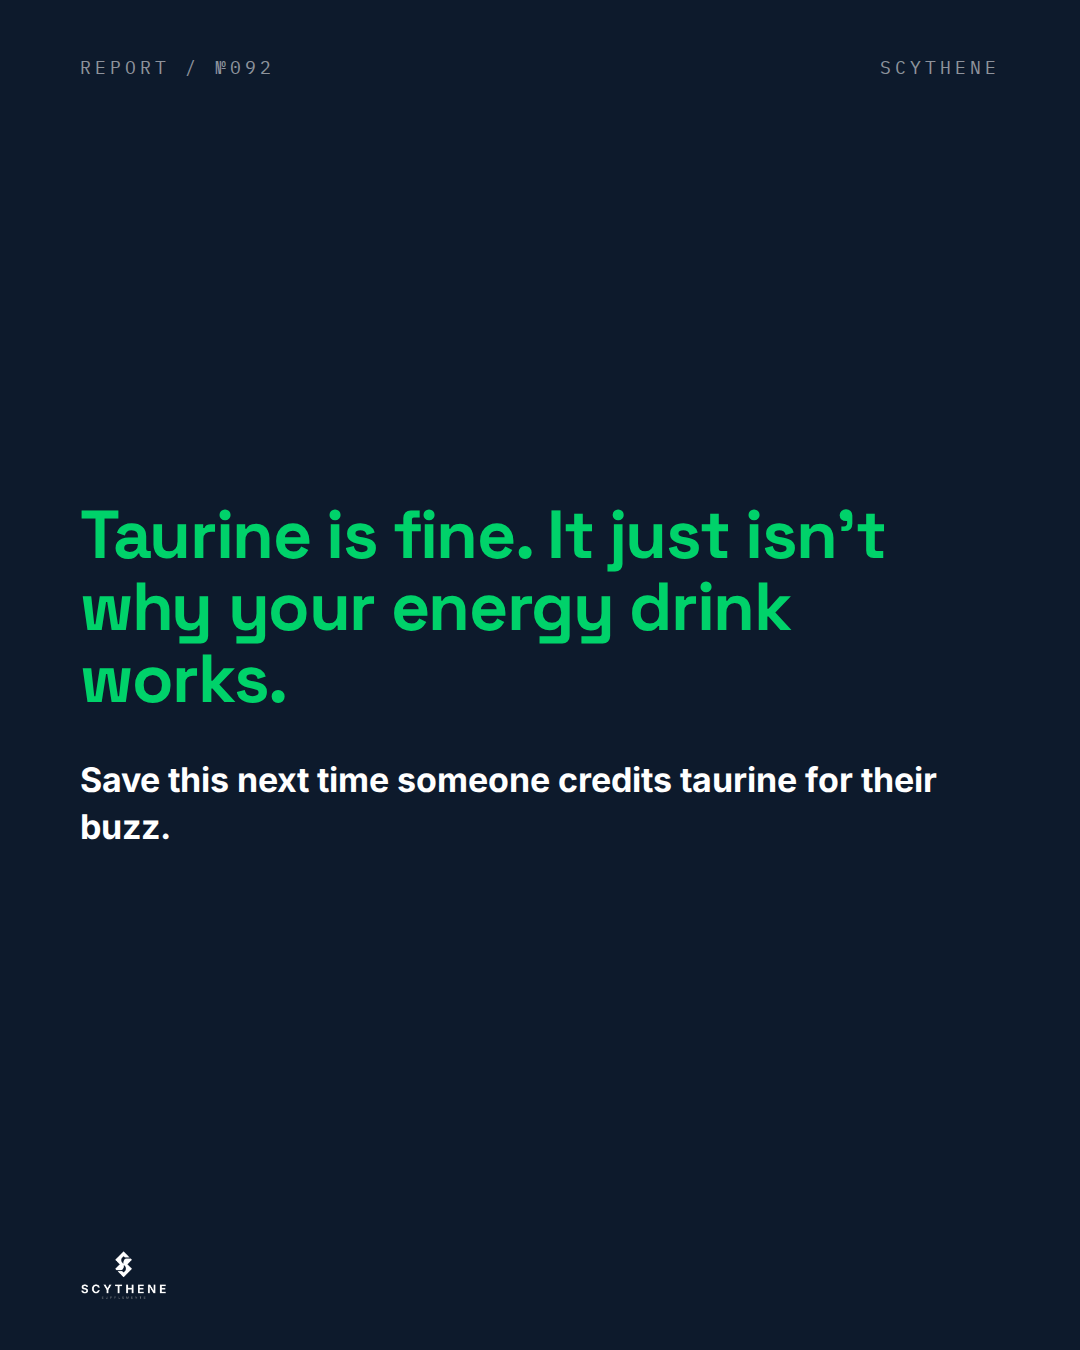 REPORT / №092
SCYTHENE
Taurine is fine. It just isn’t
why your energy drink
works.
Save this next time someone credits taurine for their
buzz.
SCYTHENE